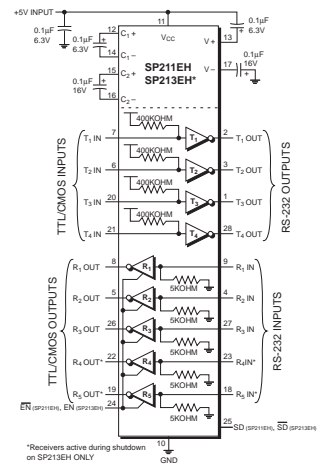 +5V INPUT
0.1µF
6.3V
0.1µF
6.3V
0.1µF
16V
12
C1 +
14
C1 –
15
C2 +
16
C2 –
11
VCC
SP211EH
SP213EH*
V +
13
0.1µF
6.3V
V –
17
0.1µF
16V
TTL/CMOS INPUTS
T1 IN
7
400KOHM
T1
2
T1 OUT
T2 IN
6
400KOHM
T2
3
T2 OUT
T3 IN
20
400KOHM
T3
1
T3 OUT
T4 IN
21
400KOHM
T4
28
T4 OUT
RS-232 OUTPUTS
TTL/CMOS OUTPUTS
R1 OUT
8
R1
9
R1 IN
5KOHM
R2 OUT
5
R2
4
R2 IN
5KOHM
R3 OUT
26
R3
27
R3 IN
5KOHM
R4 OUT*
22
R4
23
R4IN*
5KOHM
R5 OUT*
19
R5
18
R5 IN*
5KOHM
RS-232 INPUTS
EN (SP211EH), EN (SP213EH)
24
25
SD (SP211EH), SD (SP213EH)
*Receivers active during shutdown
on SP213EH ONLY
10
GND